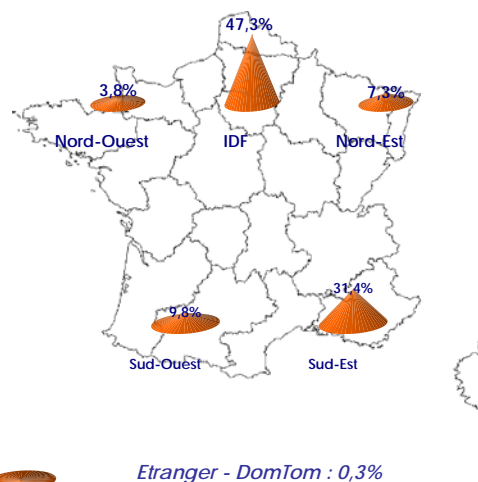 47,3%
3,8%
7,3%
Nord-Ouest
IDF
Nord-Est
31,4%
9,8%
Sud-Ouest
Sud-Est
Etranger - DomTom : 0,3%